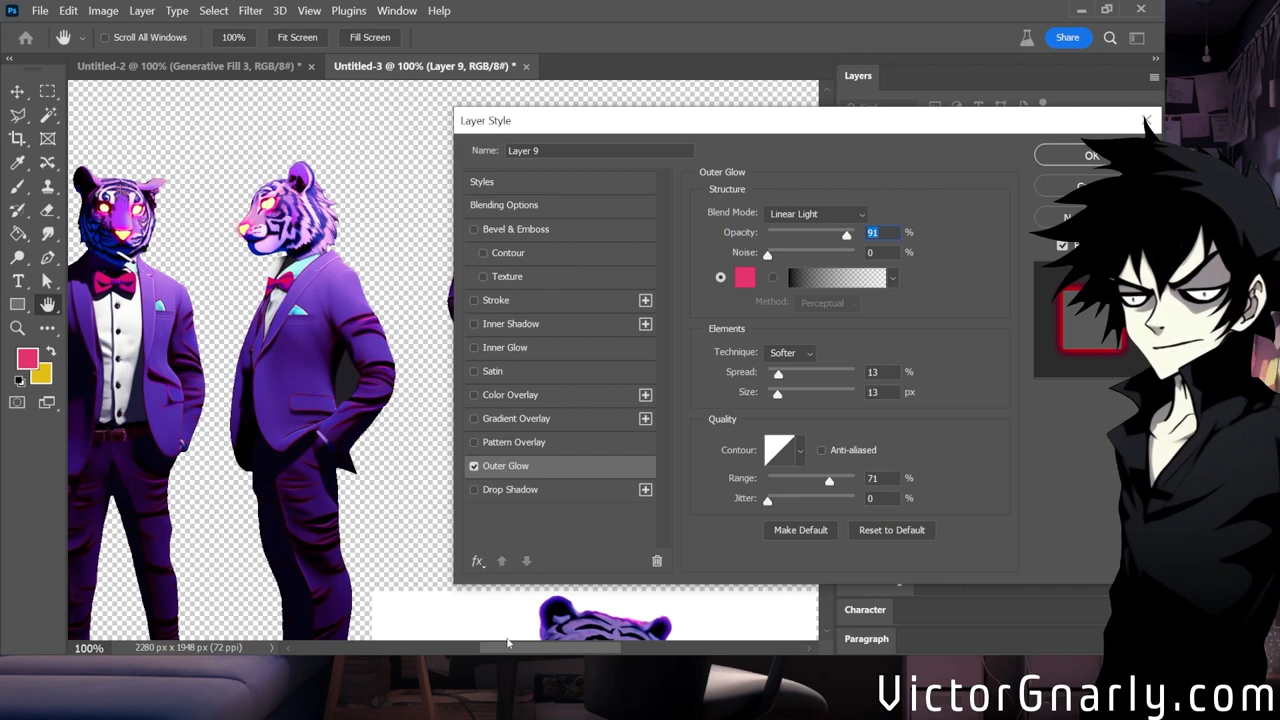 Ps File Edit Image Layer Type Select Filter 3D View Plugins Window Help
Scroll All Windows 100% Fit Screen Fill Screen Share
Untitled-2 @ 100% (Generative Fill 3, RGB/8#) * Untitled-3 @ 100% (Layer 9, RGB/8#) *
Layers
Layer Style
Name: Layer 9
OK
Styles
Blending Options
Bevel & Emboss
Contour
Texture
Stroke
Inner Shadow
Inner Glow
Satin
Color Overlay
Gradient Overlay
Pattern Overlay
Outer Glow
Drop Shadow
fx
Outer Glow
Structure
Blend Mode: Linear Light
Opacity: 91 %
Noise: 0 %
Method: Perceptual
Elements
Technique: Softer
Spread: 13 %
Size: 13 px
Quality
Contour: Anti-aliased
Range: 71 %
Jitter: 0 %
Make Default Reset to Default
Character
Paragraph
100% 2280 px x 1948 px (72 ppi)
VictorGnarly.com